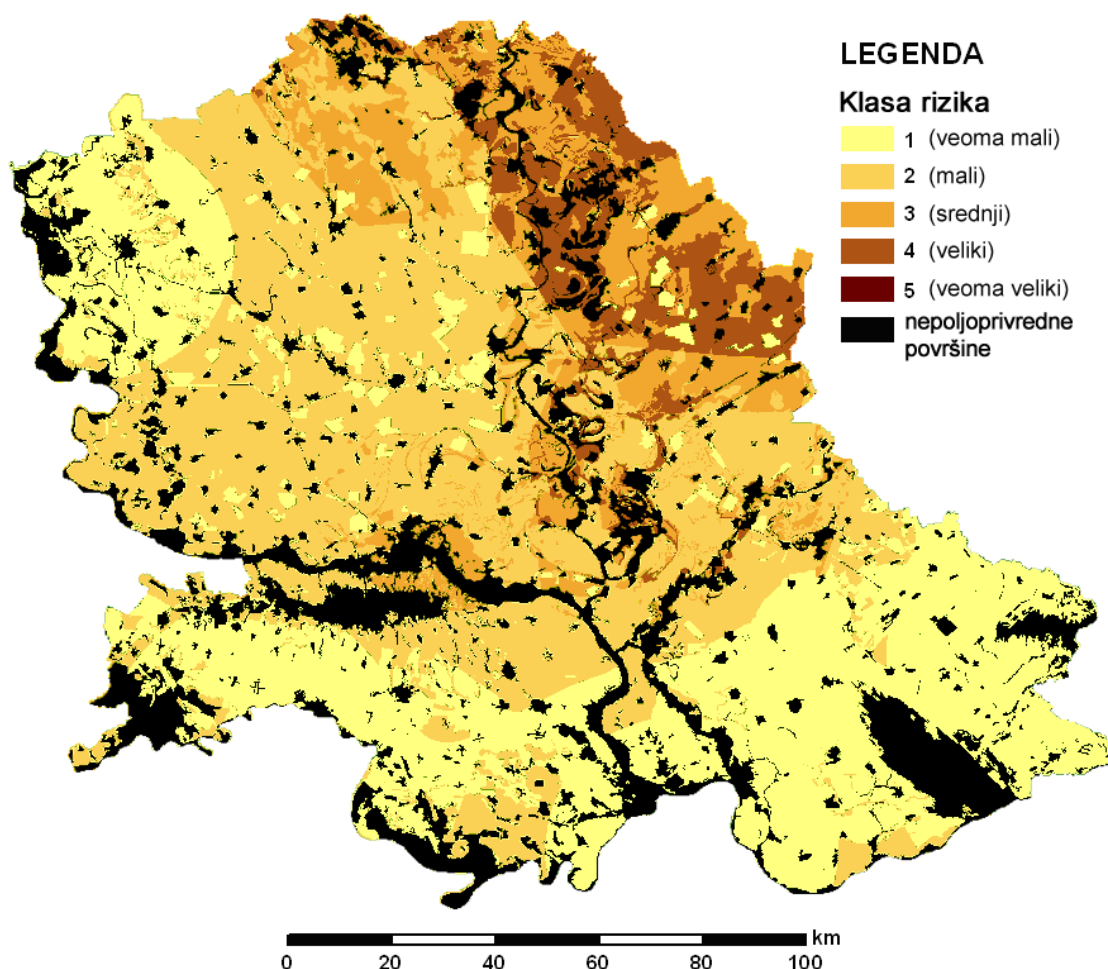 LEGENDA
Klasa rizika
1 (veoma mali)
2 (mali)
3 (srednji)
4 (veliki)
5 (veoma veliki)
nepoljoprivredne
površine
km
0 20 40 60 80 100